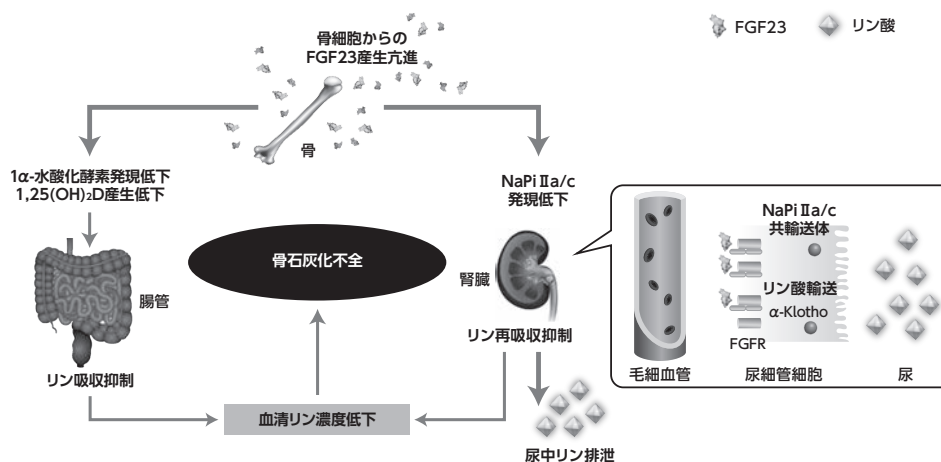 FGF23
リン酸
骨細胞からの
FGF23産生亢進
骨
1α-水酸化酵素発現低下
1,25(OH)₂D産生低下
NaPiⅡa/c
発現低下
骨石灰化不全
腸管
腎臓
リン吸収抑制
リン再吸収抑制
血清リン濃度低下
尿中リン排泄
NaPiⅡa/c
共輸送体
リン酸輸送
α-Klotho
FGFR
毛細血管
尿細管細胞
尿